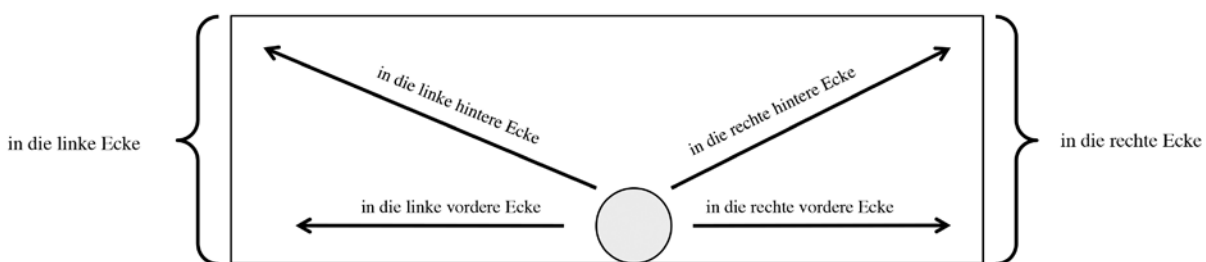 in die linke hintere Ecke
in die rechte hintere Ecke
in die linke Ecke
in die rechte Ecke
in die linke vordere Ecke
in die rechte vordere Ecke